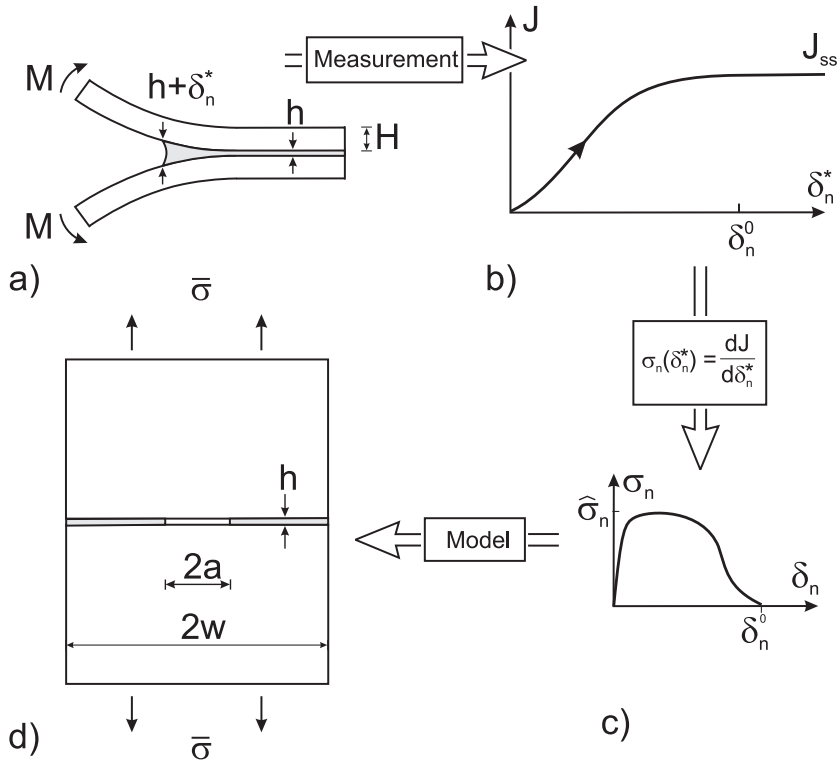 M
h+δₙ*
h
H
M
a)
Measurement
J
Jₛₛ
δₙ*
δₙ⁰
b)
σₙ(δₙ*) = dJ/dδₙ*
σ̂ₙ
σₙ
δₙ
δₙ⁰
c)
Model
σ̄
h
2a
2w
d)
σ̄